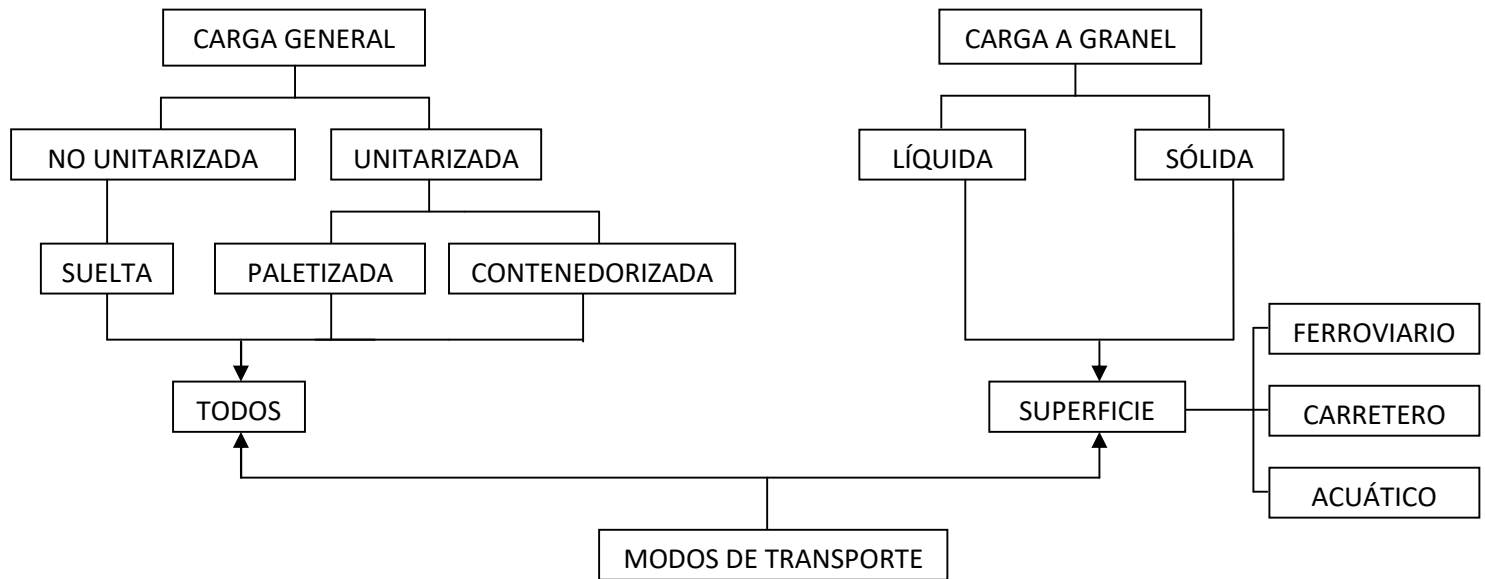 CARGA GENERAL
CARGA A GRANEL
NO UNITARIZADA
UNITARIZADA
LÍQUIDA
SÓLIDA
SUELTA
PALETIZADA
CONTENEDORIZADA
FERROVIARIO
TODOS
SUPERFICIE
CARRETERO
ACUÁTICO
MODOS DE TRANSPORTE